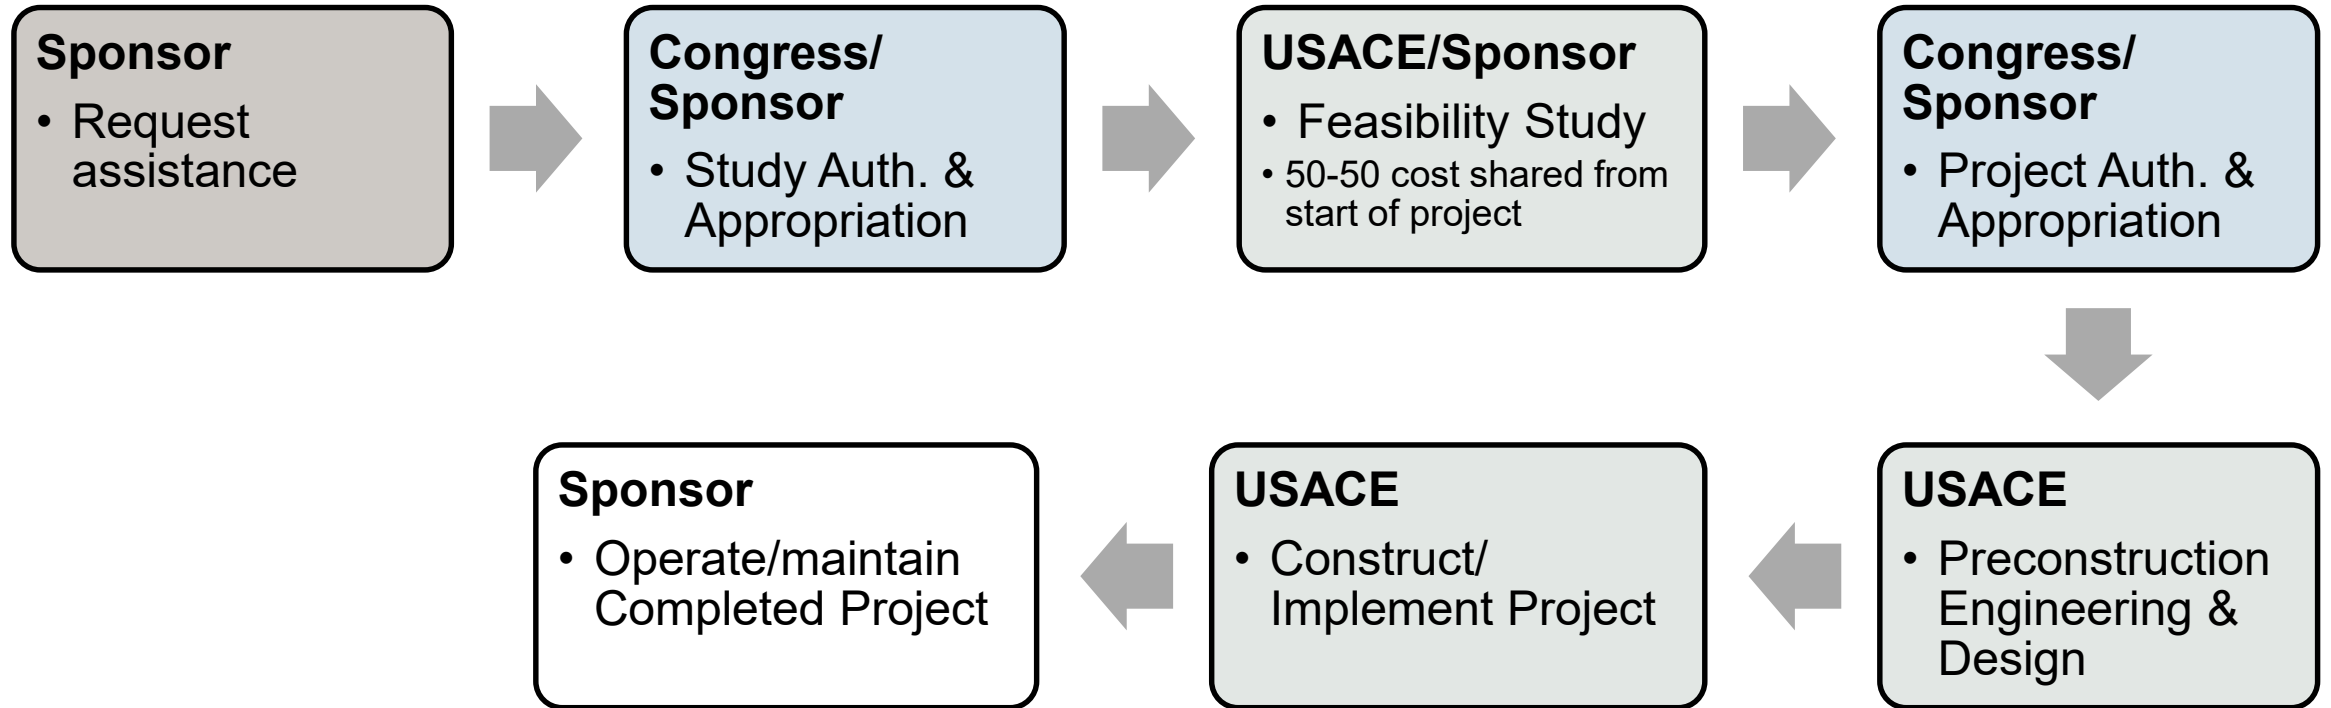 Sponsor
• Request
assistance
Congress/
Sponsor
• Study Auth. &
Appropriation
USACE/Sponsor
• Feasibility Study
• 50-50 cost shared from
start of project
Congress/
Sponsor
• Project Auth. &
Appropriation
USACE
• Preconstruction
Engineering &
Design
USACE
• Construct/
Implement Project
Sponsor
• Operate/maintain
Completed Project